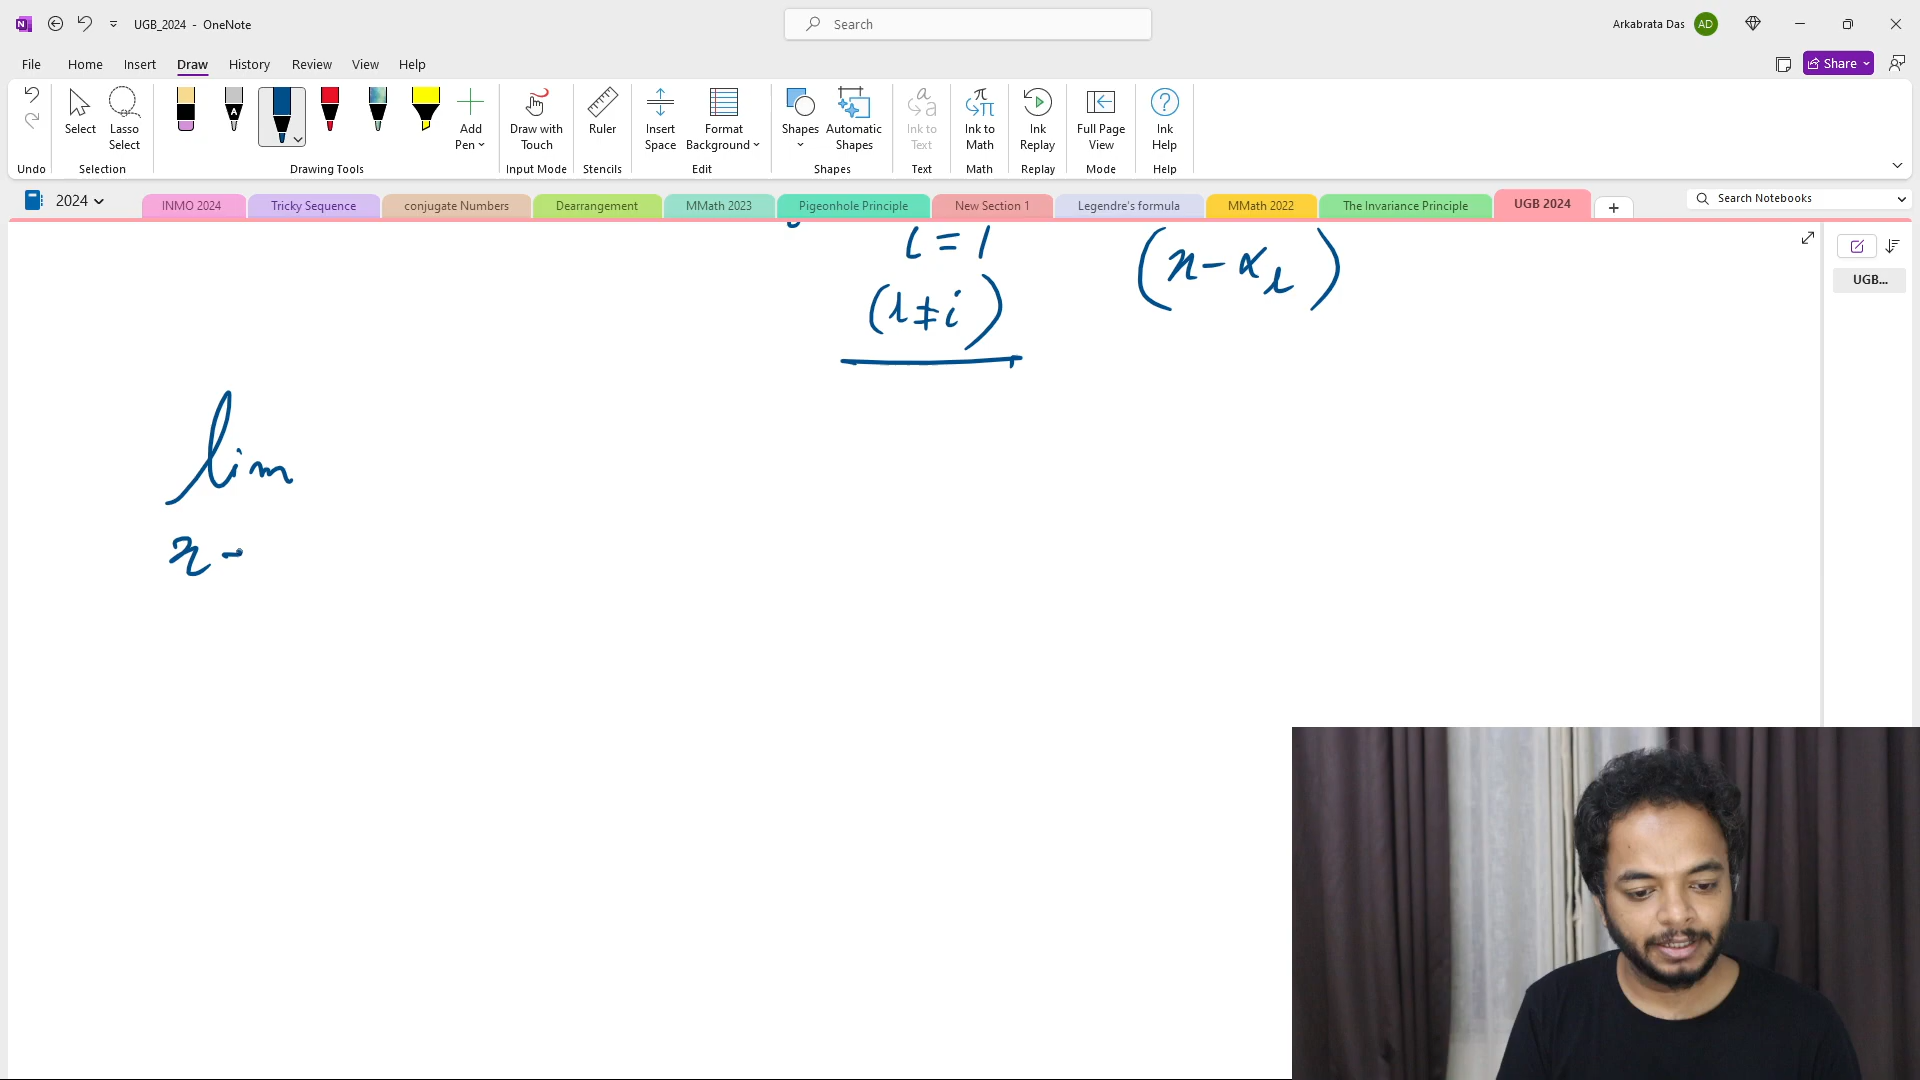 UGB_2024 - OneNote
Search
Arkabrata Das AD
File Home Insert Draw History Review View Help
Share
Select
Lasso Select
Add Pen
Draw with Touch
Ruler
Insert Space
Format Background
Shapes
Automatic Shapes
Ink to Text
Ink to Math
Ink Replay
Full Page View
Ink Help
Undo Selection Drawing Tools Input Mode Stencils Edit Shapes Text Math Replay Mode Help
2024
INMO 2024 Tricky Sequence conjugate Numbers Dearrangement MMath 2023 Pigeonhole Principle New Section 1 Legendre's formula MMath 2022 The Invariance Principle UGB 2024 +
Search Notebooks
UGB...
l = 1
(x - α_l)
(l ≠ i)
lim
x -